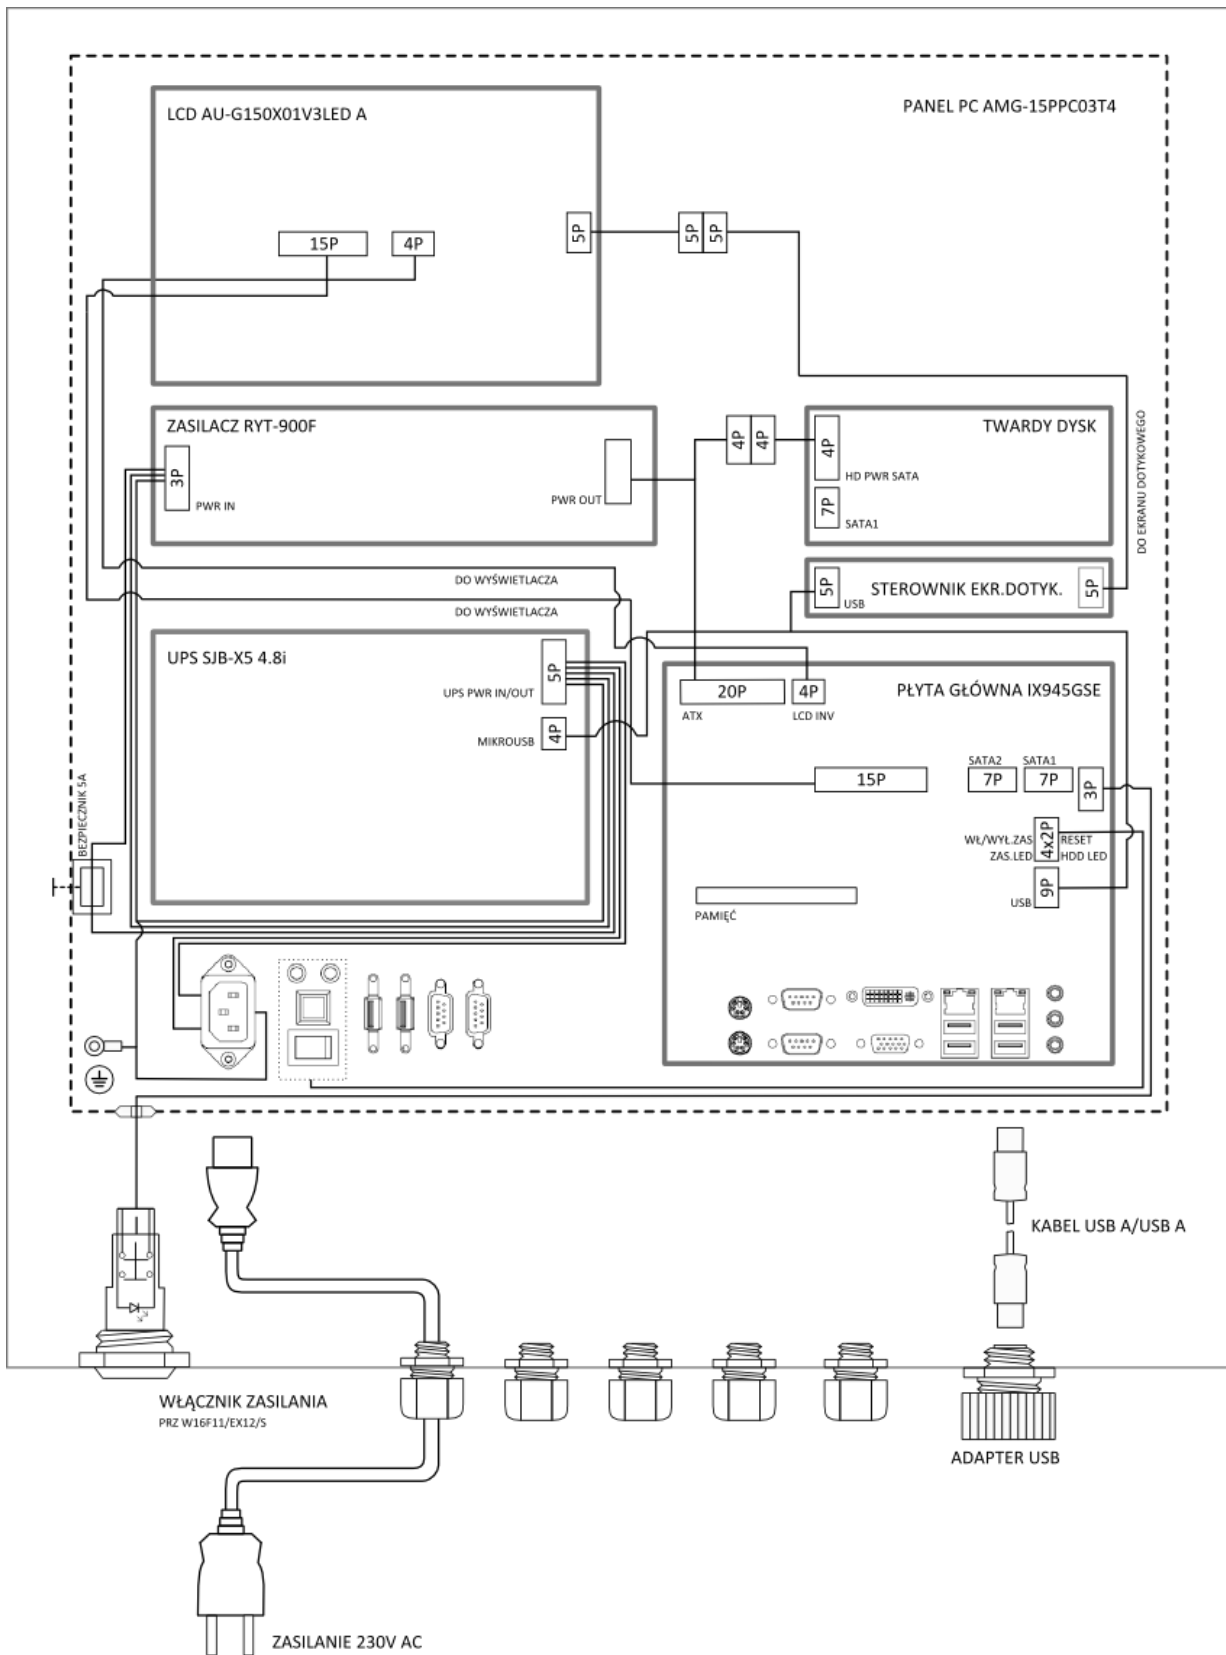 LCD AU-G150X01V3LED A
PANEL PC AMG-15PPC03T4
15P
4P
5P
5P
5P
ZASILACZ RYT-900F
3P
PWR IN
PWR OUT
4P
4P
TWARDY DYSK
4P
HD PWR SATA
7P
SATA1
DO EKRANU DOTYKOWEGO
DO WYŚWIETLACZA
DO WYŚWIETLACZA
5P
USB
STEROWNIK EKR.DOTYK.
5P
UPS SJB-X5 4.8i
5P
UPS PWR IN/OUT
4P
MIKROUSB
PŁYTA GŁÓWNA IX945GSE
20P
ATX
4P
LCD INV
15P
SATA2
7P
SATA1
7P
3P
WŁ/WYŁ.ZAS
ZAS.LED
4x2P
RESET
HDD LED
USB
9P
PAMIĘĆ
BEZPIECZNIK 5A
KABEL USB A/USB A
WŁĄCZNIK ZASILANIA
PRZ W16F11/EX12/S
ADAPTER USB
ZASILANIE 230V AC